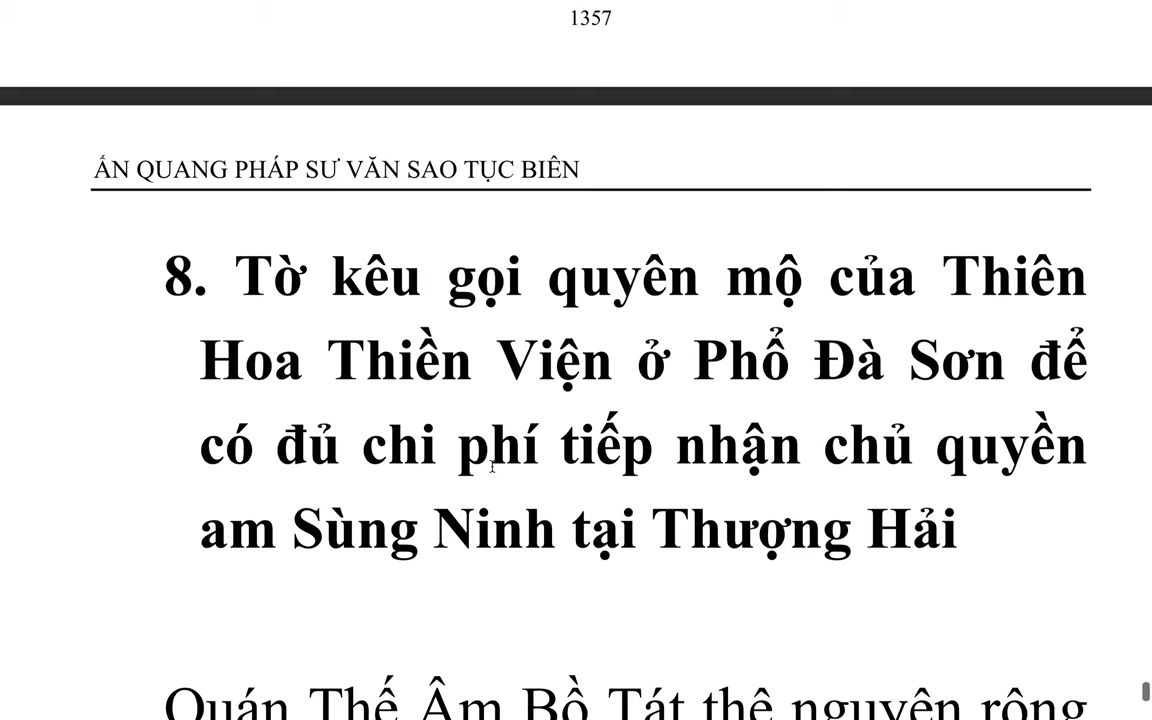 1357
ẤN QUANG PHÁP SƯ VĂN SAO TỤC BIÊN
8. Tờ kêu gọi quyên mộ của Thiên
Hoa Thiền Viện ở Phổ Đà Sơn để
có đủ chi phí tiếp nhận chủ quyền
am Sùng Ninh tại Thượng Hải
Quán Thế Âm Bồ Tát thệ nguyện rộng